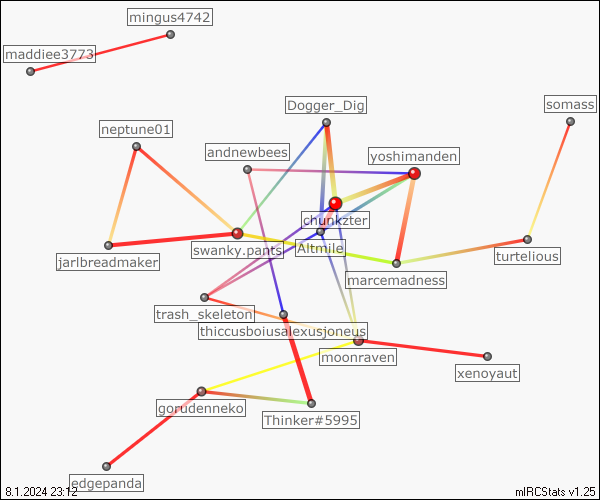 mingus4742
maddiee3773
Dogger_Dig
somass
neptune01
andnewbees
yoshimanden
chunkzter
swanky.pants
Altmile
jarlbreadmaker
turtelious
marcemadness
trash_skeleton
thiccusboiusalexusjoneus
moonraven
xenoyaut
gorudenneko
Thinker#5995
edgepanda
8.1.2024 23:12
mIRCStats v1.25